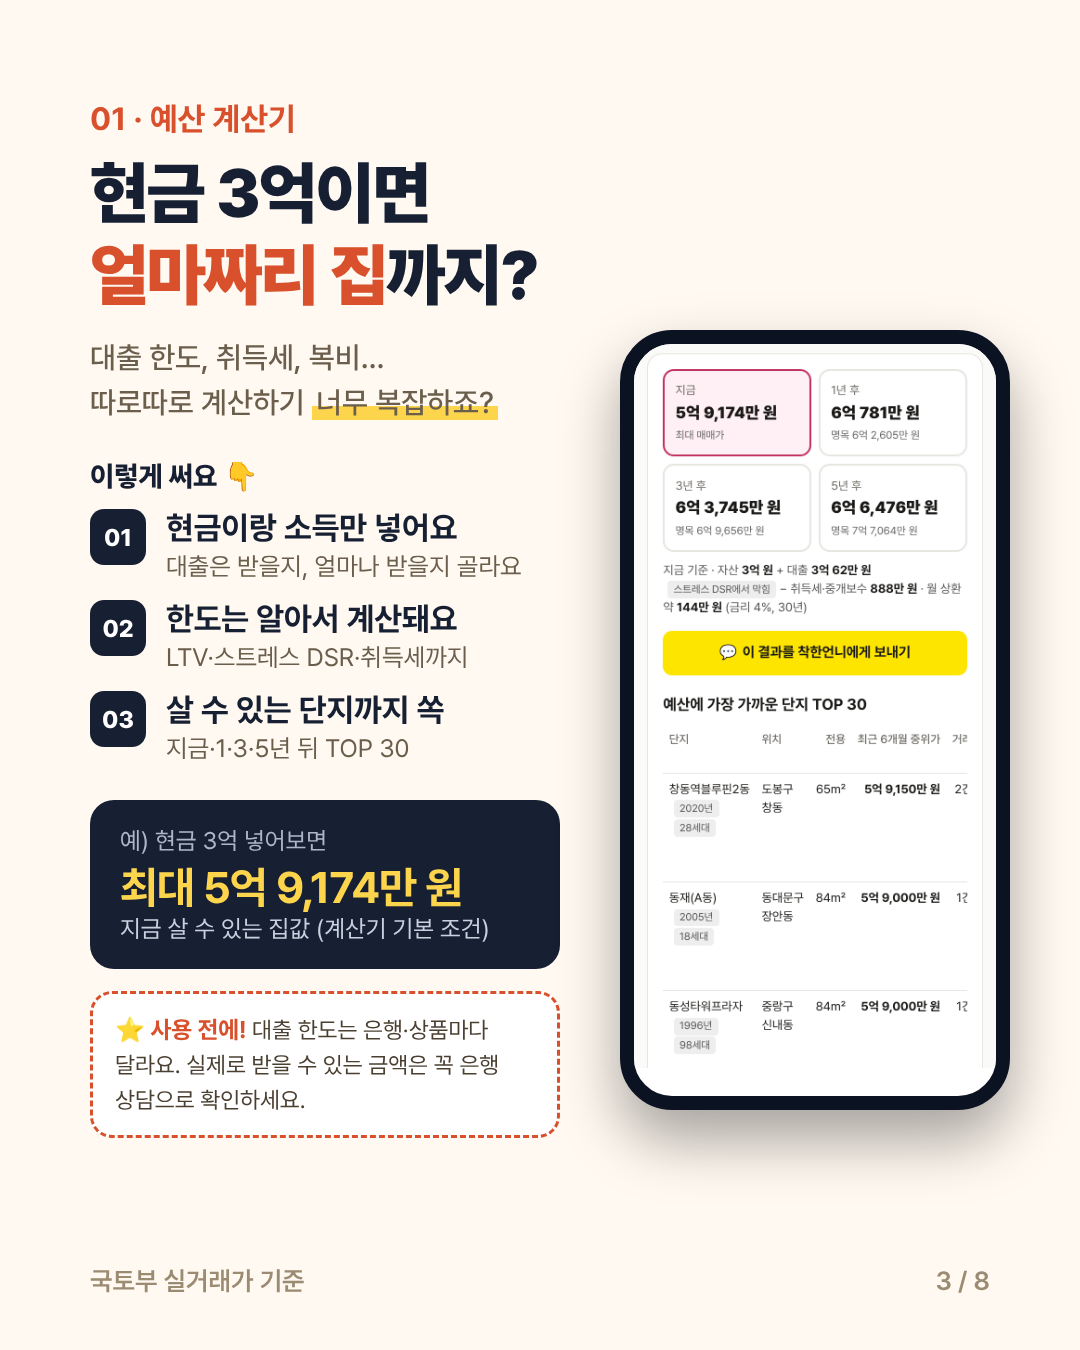 01 · 예산 계산기
현금 3억이면
얼마짜리 집까지?
대출 한도, 취득세, 복비...
따로따로 계산하기 너무 복잡하죠?
이렇게 써요 👇
01 현금이랑 소득만 넣어요
대출은 받을지, 얼마나 받을지 골라요
02 한도는 알아서 계산돼요
LTV·스트레스 DSR·취득세까지
03 살 수 있는 단지까지 쏙
지금·1·3·5년 뒤 TOP 30
예) 현금 3억 넣어보면
최대 5억 9,174만 원
지금 살 수 있는 집값 (계산기 기본 조건)
⭐ 사용 전에! 대출 한도는 은행·상품마다
달라요. 실제로 받을 수 있는 금액은 꼭 은행
상담으로 확인하세요.
지금
5억 9,174만 원
최대 매매가
1년 후
6억 781만 원
명목 6억 2,605만 원
3년 후
6억 3,745만 원
명목 6억 9,656만 원
5년 후
6억 6,476만 원
명목 7억 7,064만 원
지금 기준 · 자산 3억 원 + 대출 3억 62만 원
스트레스 DSR에서 막힘 − 취득세·중개보수 888만 원 · 월 상환
약 144만 원 (금리 4%, 30년)
💬 이 결과를 착한언니에게 보내기
예산에 가장 가까운 단지 TOP 30
단지 위치 전용 최근 6개월 중위가
창동역블루핀2동 도봉구 65m² 5억 9,150만 원
2020년 창동
28세대
동재(A동) 동대문구 84m² 5억 9,000만 원
2005년 장안동
18세대
동성타워프라자 중랑구 84m² 5억 9,000만 원
1996년 신내동
98세대
국토부 실거래가 기준
3 / 8